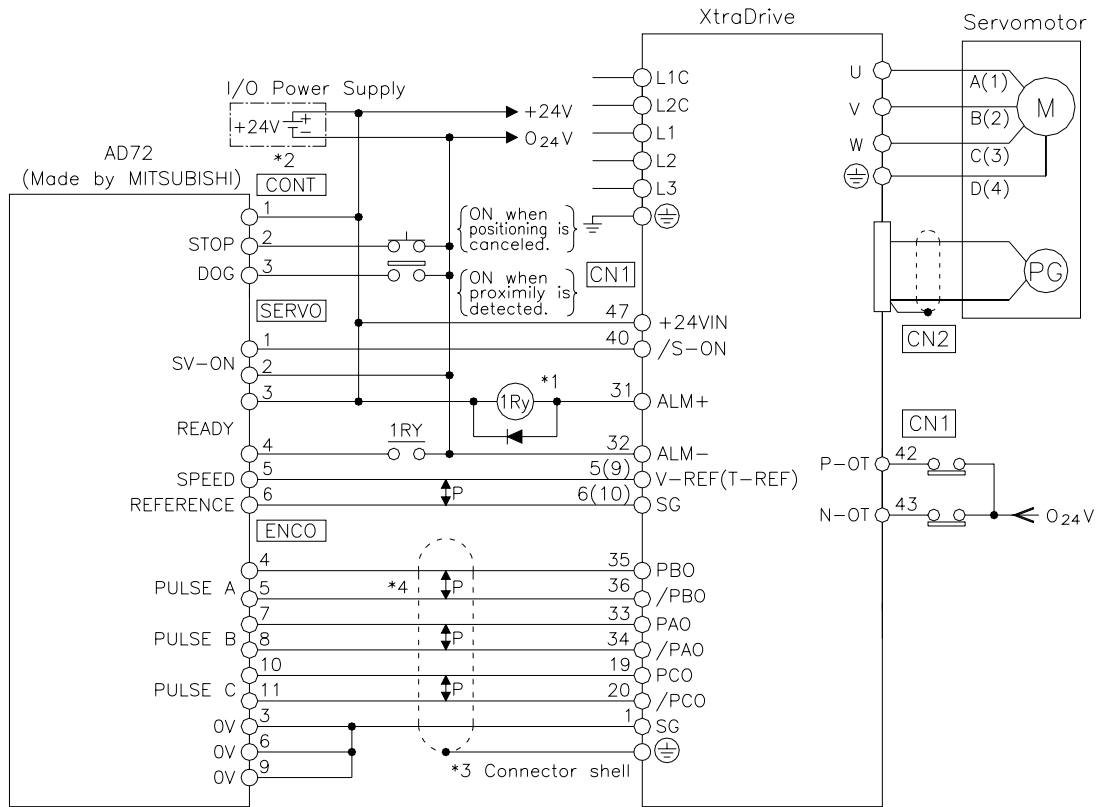 XtraDrive
Servomotor
I/O Power Supply
+24V
+
−
*2
+24V
0 24V
AD72
(Made by MITSUBISHI)
CONT
1
STOP
2
DOG
3
ON when
positioning is
canceled.
ON when
proximily is
detected.
SERVO
1
SV−ON
2
3
READY
4
SPEED
5
REFERENCE
6
1RY
1Ry
*1
P
ENCO
4
PULSE A
5
7
PULSE B
8
10
PULSE C
11
0V
3
0V
6
0V
9
*4
P
P
P
*3 Connector shell
L1C
L2C
L1
L2
L3
CN1
47
+24VIN
40
/S−ON
31
ALM+
32
ALM−
5(9)
V−REF(T−REF)
6(10)
SG
35
PBO
36
/PBO
33
PAO
34
/PAO
19
PCO
20
/PCO
1
SG
U
A(1)
V
B(2)
W
C(3)
D(4)
M
PG
CN2
CN1
P−OT
42
N−OT
43
0 24V